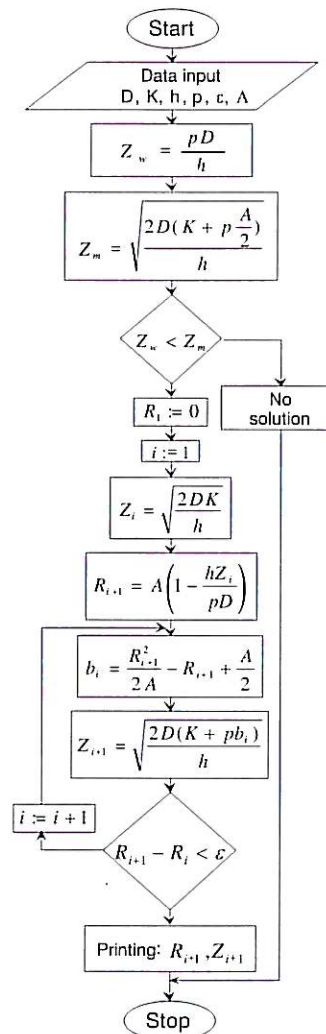 Start
Data input
D, K, h, p, c, A
Z_w = pD / h
Z_m = √(2D(K + p A/2) / h)
Z_w < Z_m
No
solution
R_1 := 0
i := 1
Z_i = √(2DK / h)
R_{i+1} = A(1 − hZ_i / pD)
b_i = R²_{i+1} / 2A − R_{i+1} + A/2
Z_{i+1} = √(2D(K + pb_i) / h)
i := i + 1
R_{i+1} − R_i < ε
Printing: R_{i+1}, Z_{i+1}
Stop